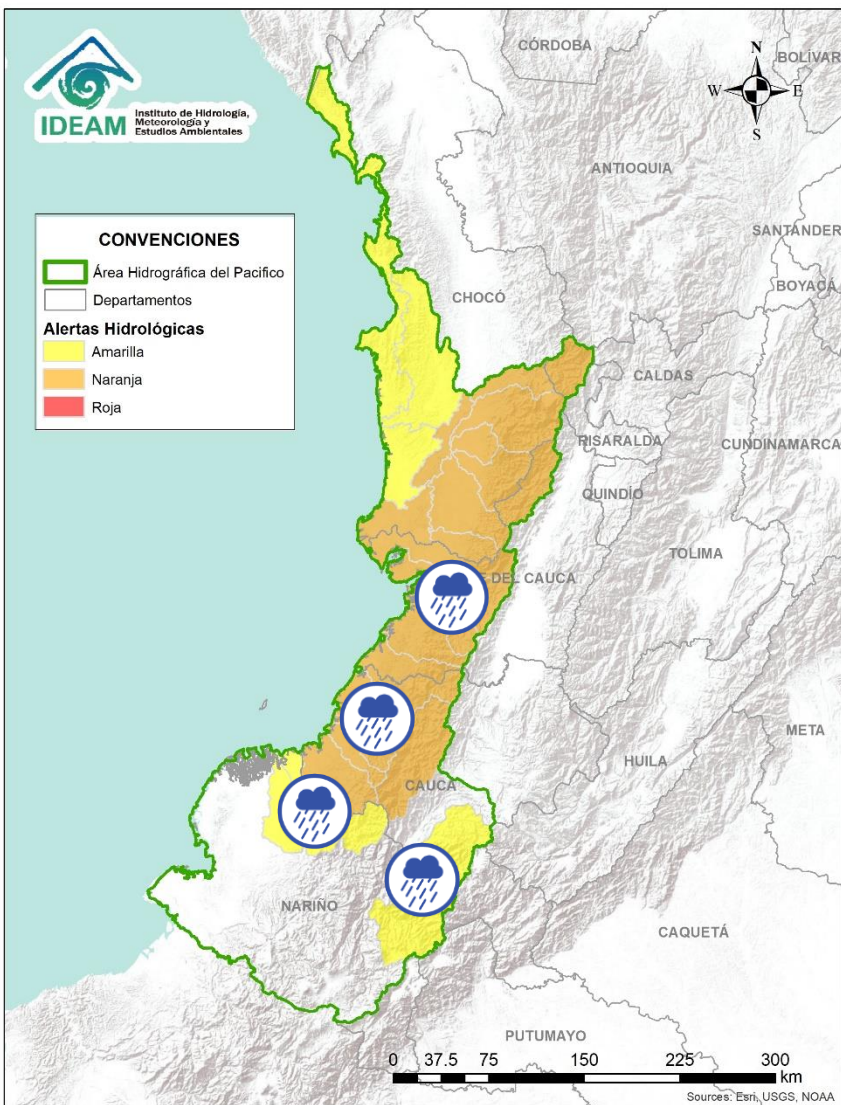 IDEAM
Instituto de Hidrología,
Meteorología y
Estudios Ambientales
CÓRDOBA
BOLÍVAR
N
W
E
S
ANTIOQUIA
SANTÁNDER
BOYACÁ
CONVENCIONES
Área Hidrográfica del Pacifico
Departamentos
Alertas Hidrológicas
Amarilla
Naranja
Roja
CHOCÓ
CALDAS
RISARALDA
CUNDINAMARCA
QUINDÍO
TOLIMA
DEL CAUCA
META
HUILA
CAUCA
NARIÑO
CAQUETÁ
PUTUMAYO
0 37.5 75 150 225 300
km
Sources: Esri, USGS, NOAA